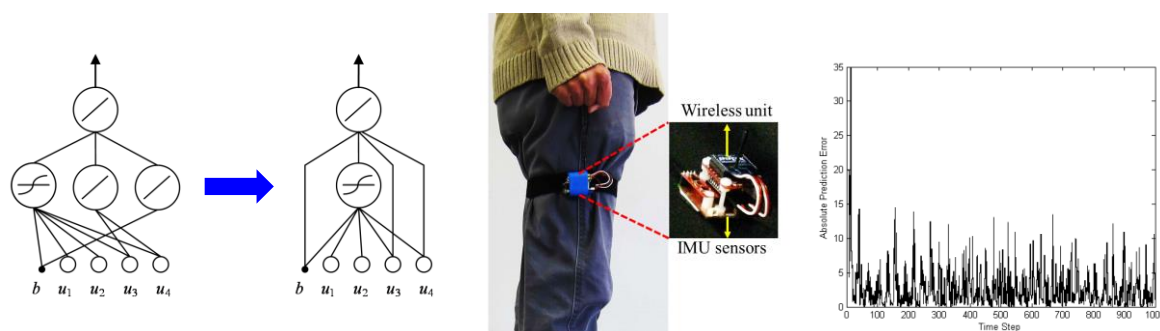 b u₁ u₂ u₃ u₄
b u₁ u₂ u₃ u₄
Wireless unit
IMU sensors
Absolute Prediction Error
35
30
25
20
15
10
5
0
0 100 200 300 400 500 600 700 800 900 100
Time Step